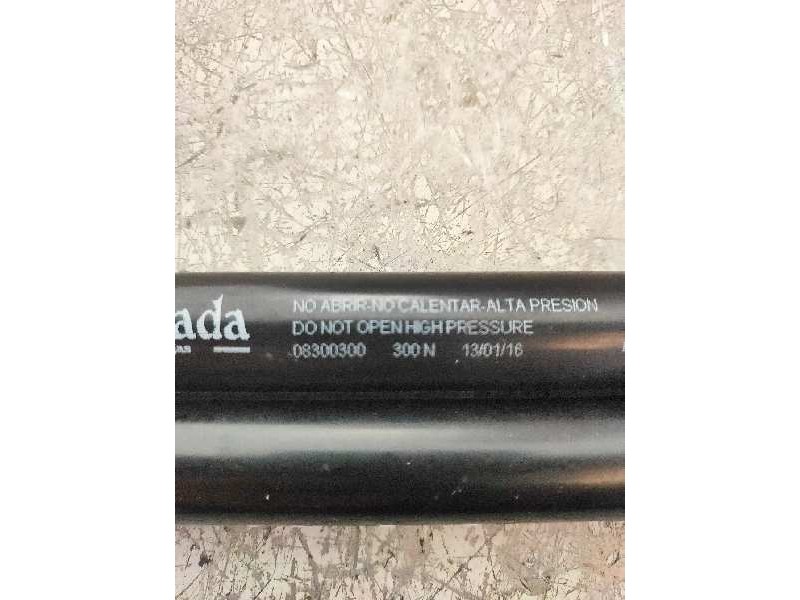 ada
NO ABRIR-NO CALENTAR-ALTA PRESION
DO NOT OPEN HIGH PRESSURE
08300300 300 N 13/01/16